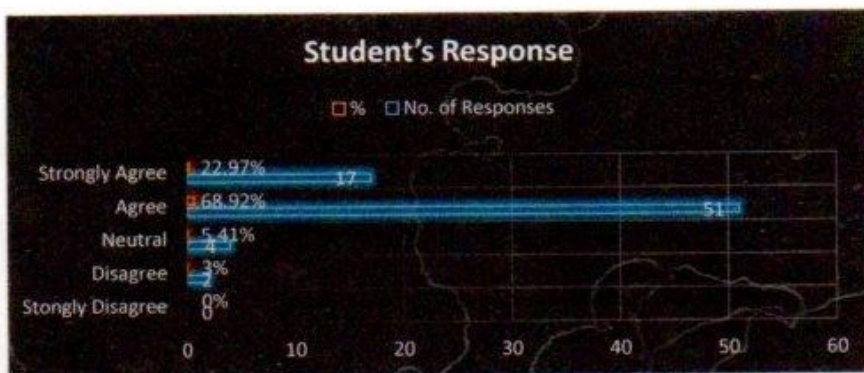 Student's Response
% No. of Responses
Strongly Agree 22.97%
17
Agree 68.92%
51
Neutral 5.41%
4
Disagree 3%
2
Stongly Disagree 0%
0
0 10 20 30 40 50 60